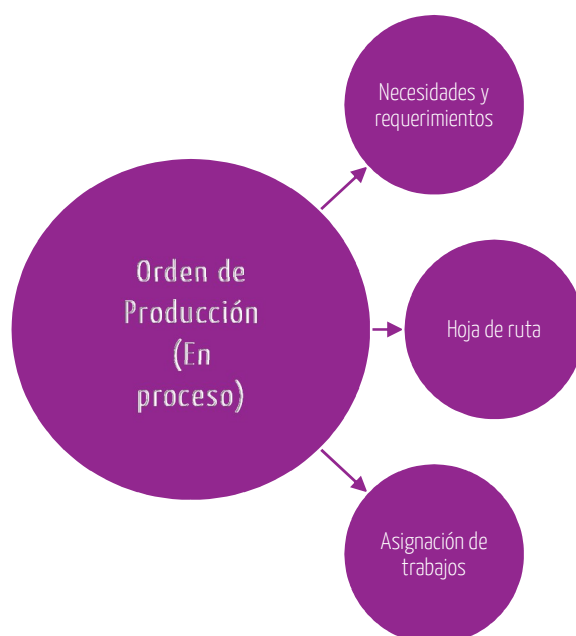 Necesidades y
requerimientos
Orden de
Producción
(En
proceso)
Hoja de ruta
Asignación de
trabajos